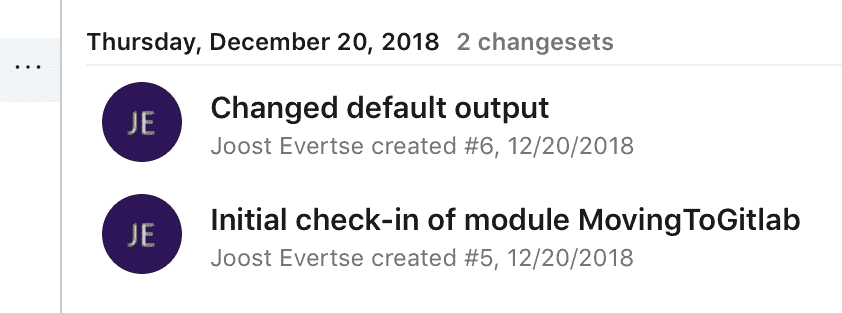 Thursday, December 20, 2018 2 changesets
...
JE
Changed default output
Joost Evertse created #6, 12/20/2018
JE
Initial check-in of module MovingToGitlab
Joost Evertse created #5, 12/20/2018